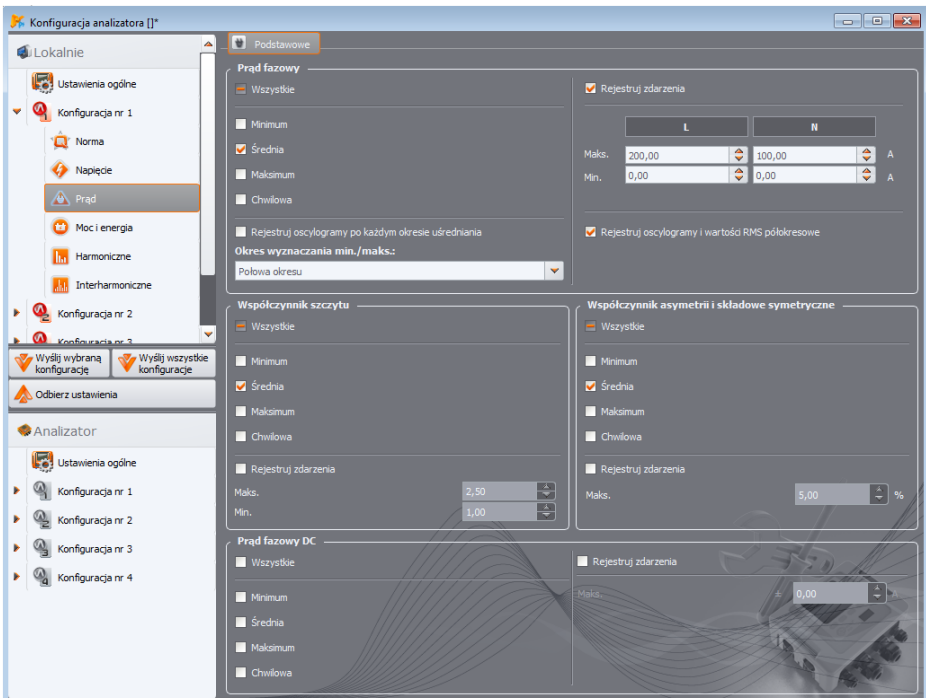 Konfiguracja analizatora []*
Lokalnie
Ustawienia ogólne
Konfiguracja nr 1
Norma
Napięcie
Prąd
Moc i energia
Harmoniczne
Interharmoniczne
Konfiguracja nr 2
Konfiguracja nr 3
Wyślij wybraną konfigurację
Wyślij wszystkie konfiguracje
Odbierz ustawienia
Analizator
Ustawienia ogólne
Konfiguracja nr 1
Konfiguracja nr 2
Konfiguracja nr 3
Konfiguracja nr 4
Podstawowe
Prąd fazowy
Wszystkie
Minimum
Średnia
Maksimum
Chwilowa
Rejestruj oscylogramy po każdym okresie uśredniania
Okres wyznaczania min./maks.:
Połowa okresu
Rejestruj zdarzenia
L N
Maks. 200,00 100,00 A
Min. 0,00 0,00 A
Rejestruj oscylogramy i wartości RMS półokresowe
Współczynnik szczytu
Wszystkie
Minimum
Średnia
Maksimum
Chwilowa
Rejestruj zdarzenia
Maks. 2,50
Min. 1,00
Współczynnik asymetrii i składowe symetryczne
Wszystkie
Minimum
Średnia
Maksimum
Chwilowa
Rejestruj zdarzenia
Maks. 5,00 %
Prąd fazowy DC
Wszystkie
Minimum
Średnia
Maksimum
Chwilowa
Rejestruj zdarzenia
Maks. ± 0,00 A